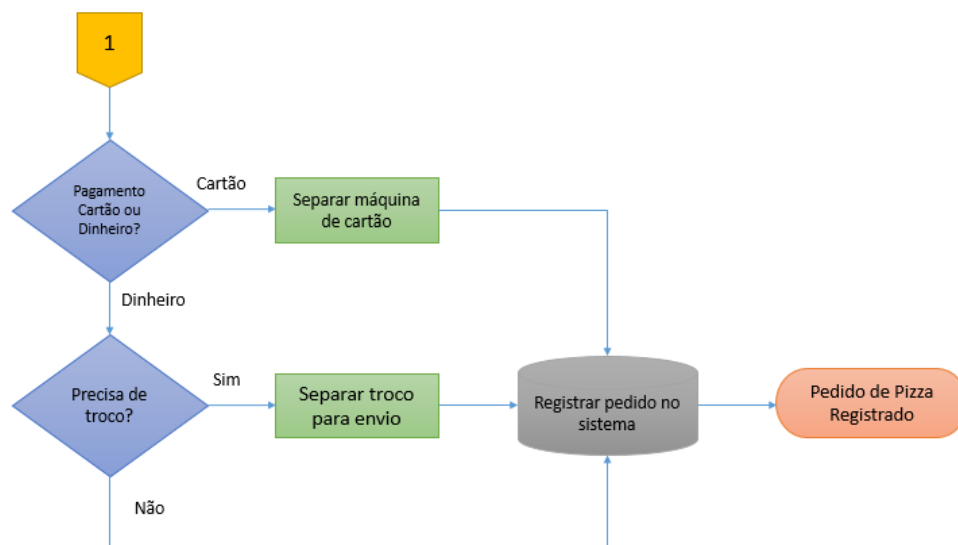 1
Pagamento
Cartão ou
Dinheiro?
Cartão
Separar máquina
de cartão
Dinheiro
Precisa de
troco?
Sim
Separar troco
para envio
Registrar pedido no
sistema
Pedido de Pizza
Registrado
Não